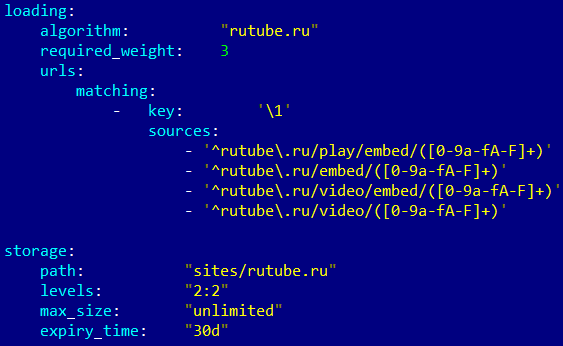 loading:
    algorithm:          "rutube.ru"
    required_weight:    3
    urls:
        matching:
            -   key:        '\1'
                sources:
                    - '^rutube\.ru/play/embed/([0-9a-fA-F]+)'
                    - '^rutube\.ru/embed/([0-9a-fA-F]+)'
                    - '^rutube\.ru/video/embed/([0-9a-fA-F]+)'
                    - '^rutube\.ru/video/([0-9a-fA-F]+)'

storage:
    path:           "sites/rutube.ru"
    levels:         "2:2"
    max_size:       "unlimited"
    expiry_time:    "30d"